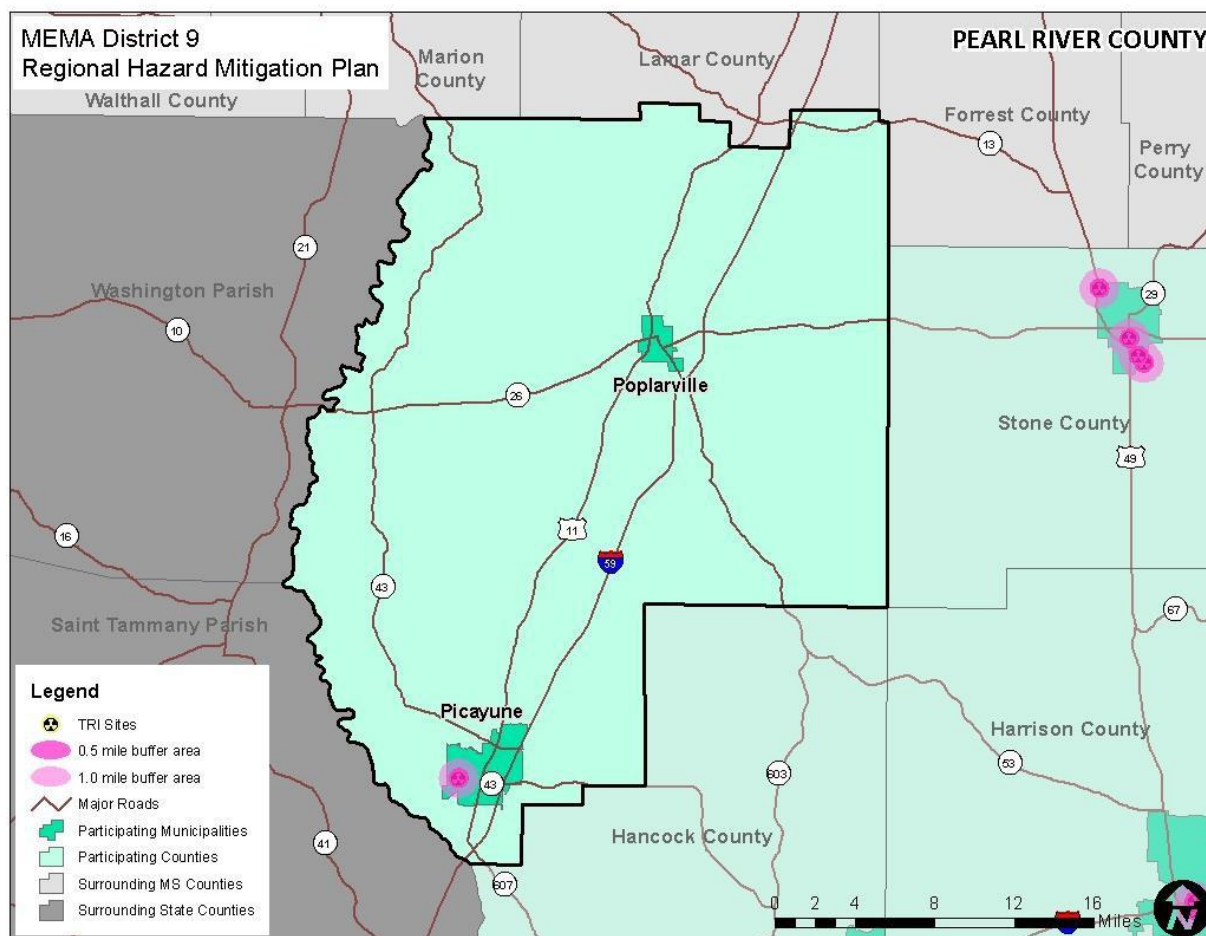 MEMA District 9
Regional Hazard Mitigation Plan
PEARL RIVER COUNTY
Marion
County
Lamar County
Walthall County
Forrest County
13
Perry
County
21
Washington Parish
10
29
26
Poplarville
Stone County
49
16
11
59
43
67
Saint Tammany Parish
Picayune
Harrison County
53
603
43
Hancock County
41
607
Legend
TRI Sites
0.5 mile buffer area
1.0 mile buffer area
Major Roads
Participating Municipalities
Participating Counties
Surrounding MS Counties
Surrounding State Counties
0 2 4 8 12 16
Miles
N